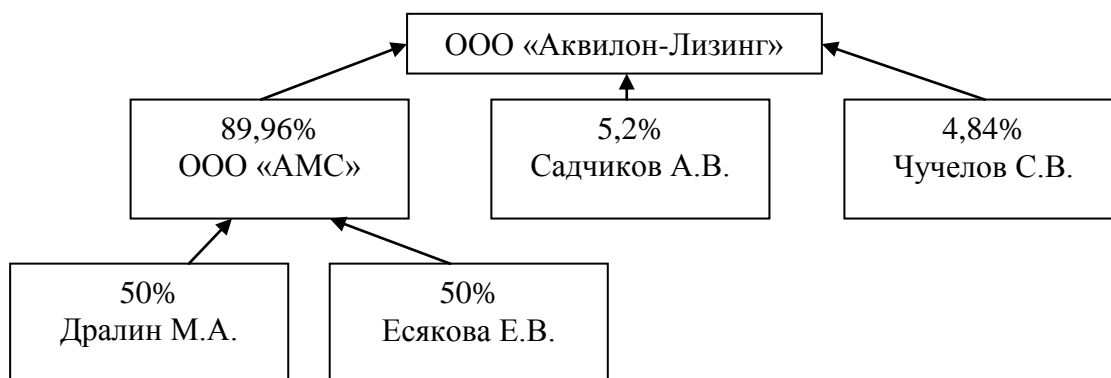 ООО «Аквилон-Лизинг»
89,96%
ООО «АМС»
5,2%
Садчиков А.В.
4,84%
Чучелов С.В.
50%
Дралин М.А.
50%
Есякова Е.В.